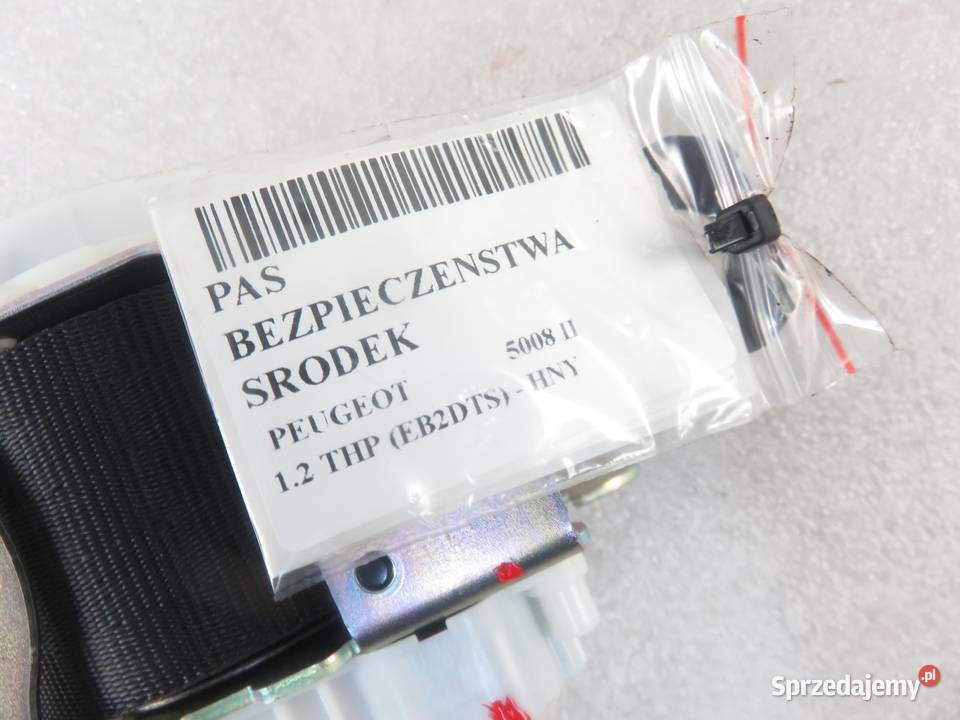 PAS
BEZPIECZENSTWA
SRODEK
PEUGEOT 5008 II
1.2 THP (EB2DTS) - HNY
Sprzedajemy.pl